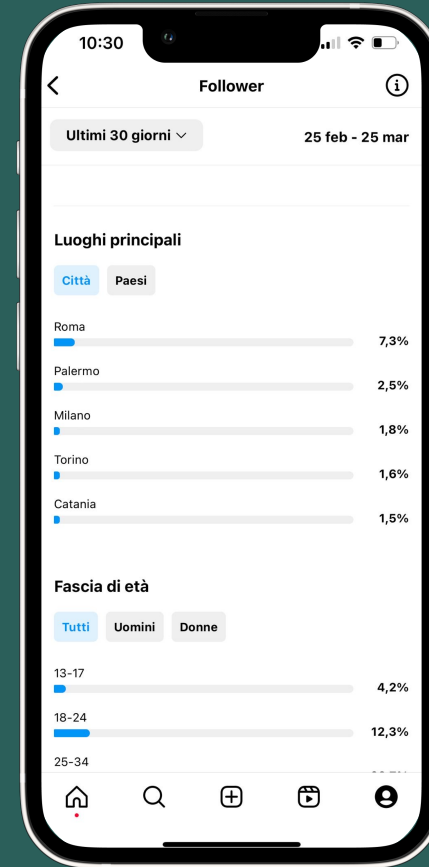 10:30
Follower
Ultimi 30 giorni
25 feb - 25 mar
Luoghi principali
Città Paesi
Roma
7,3%
Palermo
2,5%
Milano
1,8%
Torino
1,6%
Catania
1,5%
Fascia di età
Tutti Uomini Donne
13-17
4,2%
18-24
12,3%
25-34